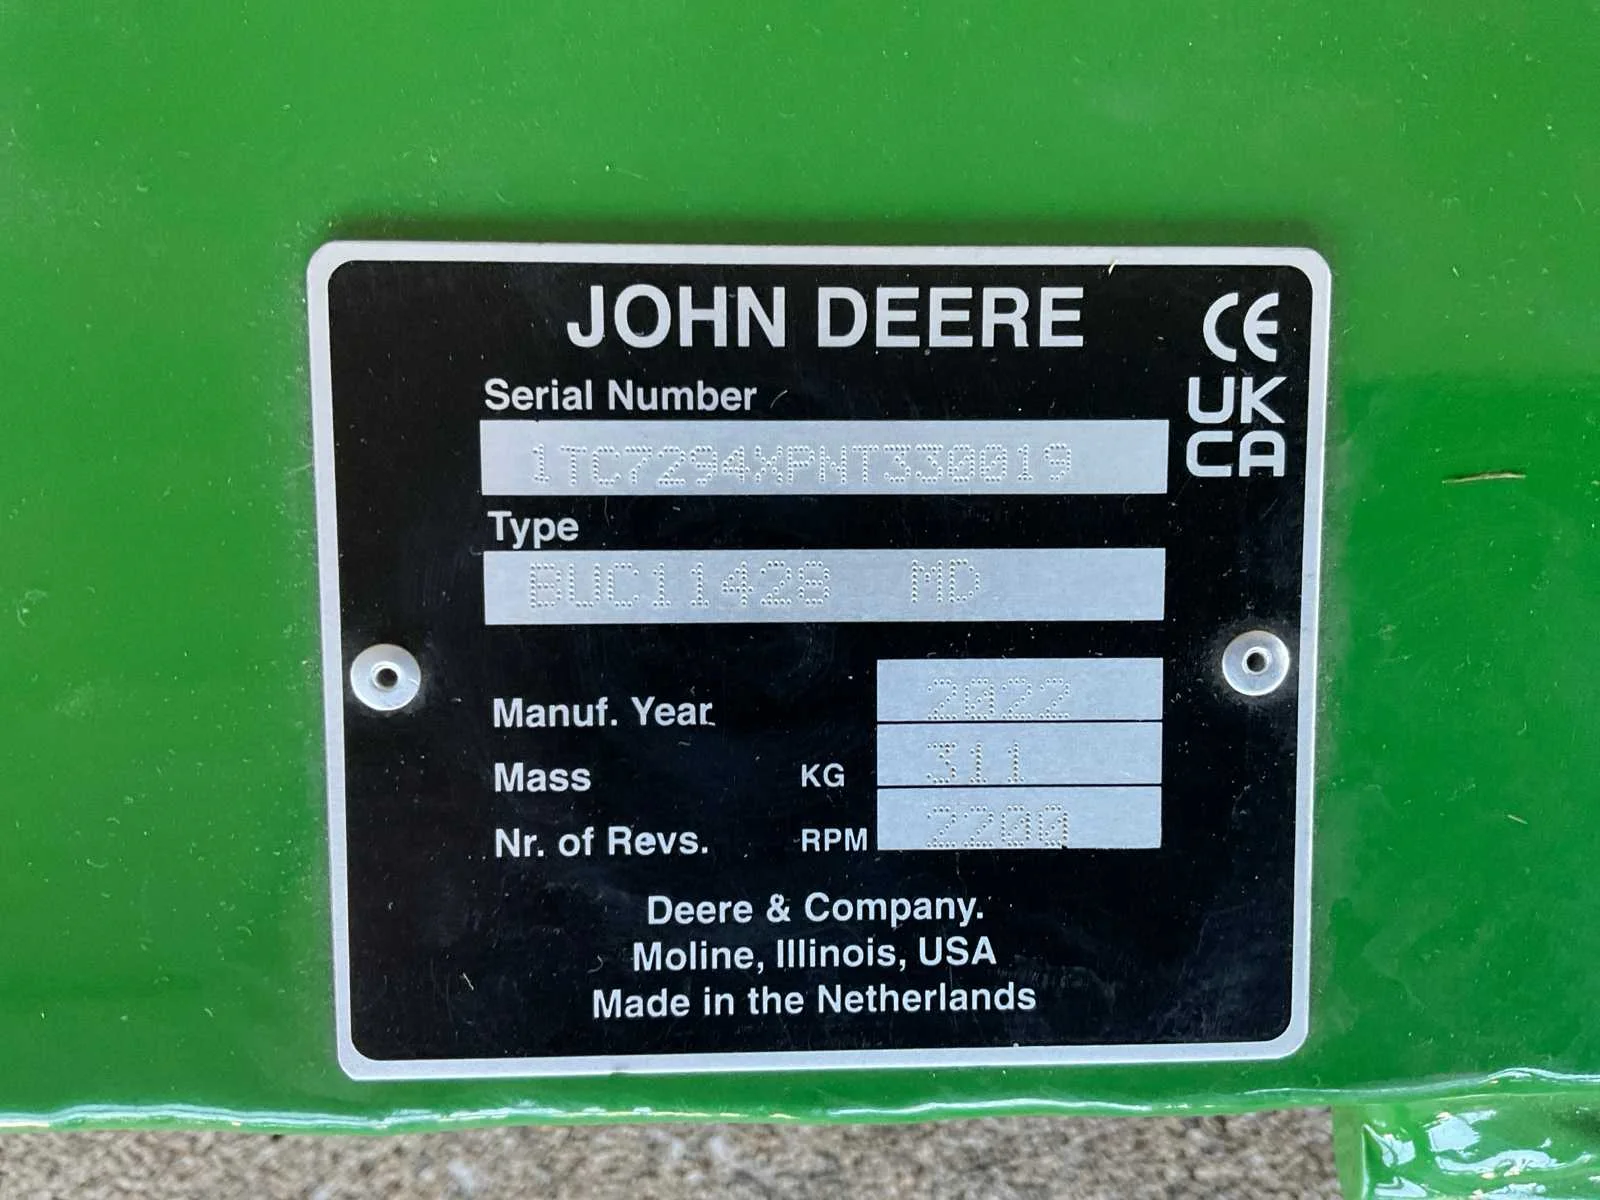 JOHN DEERE
CE
UK
CA
Serial Number
1TC7294XPNT330019
Type
BUC11428 MD
Manuf. Year 2022
Mass KG 311
Nr. of Revs. RPM 2200
Deere & Company.
Moline, Illinois, USA
Made in the Netherlands